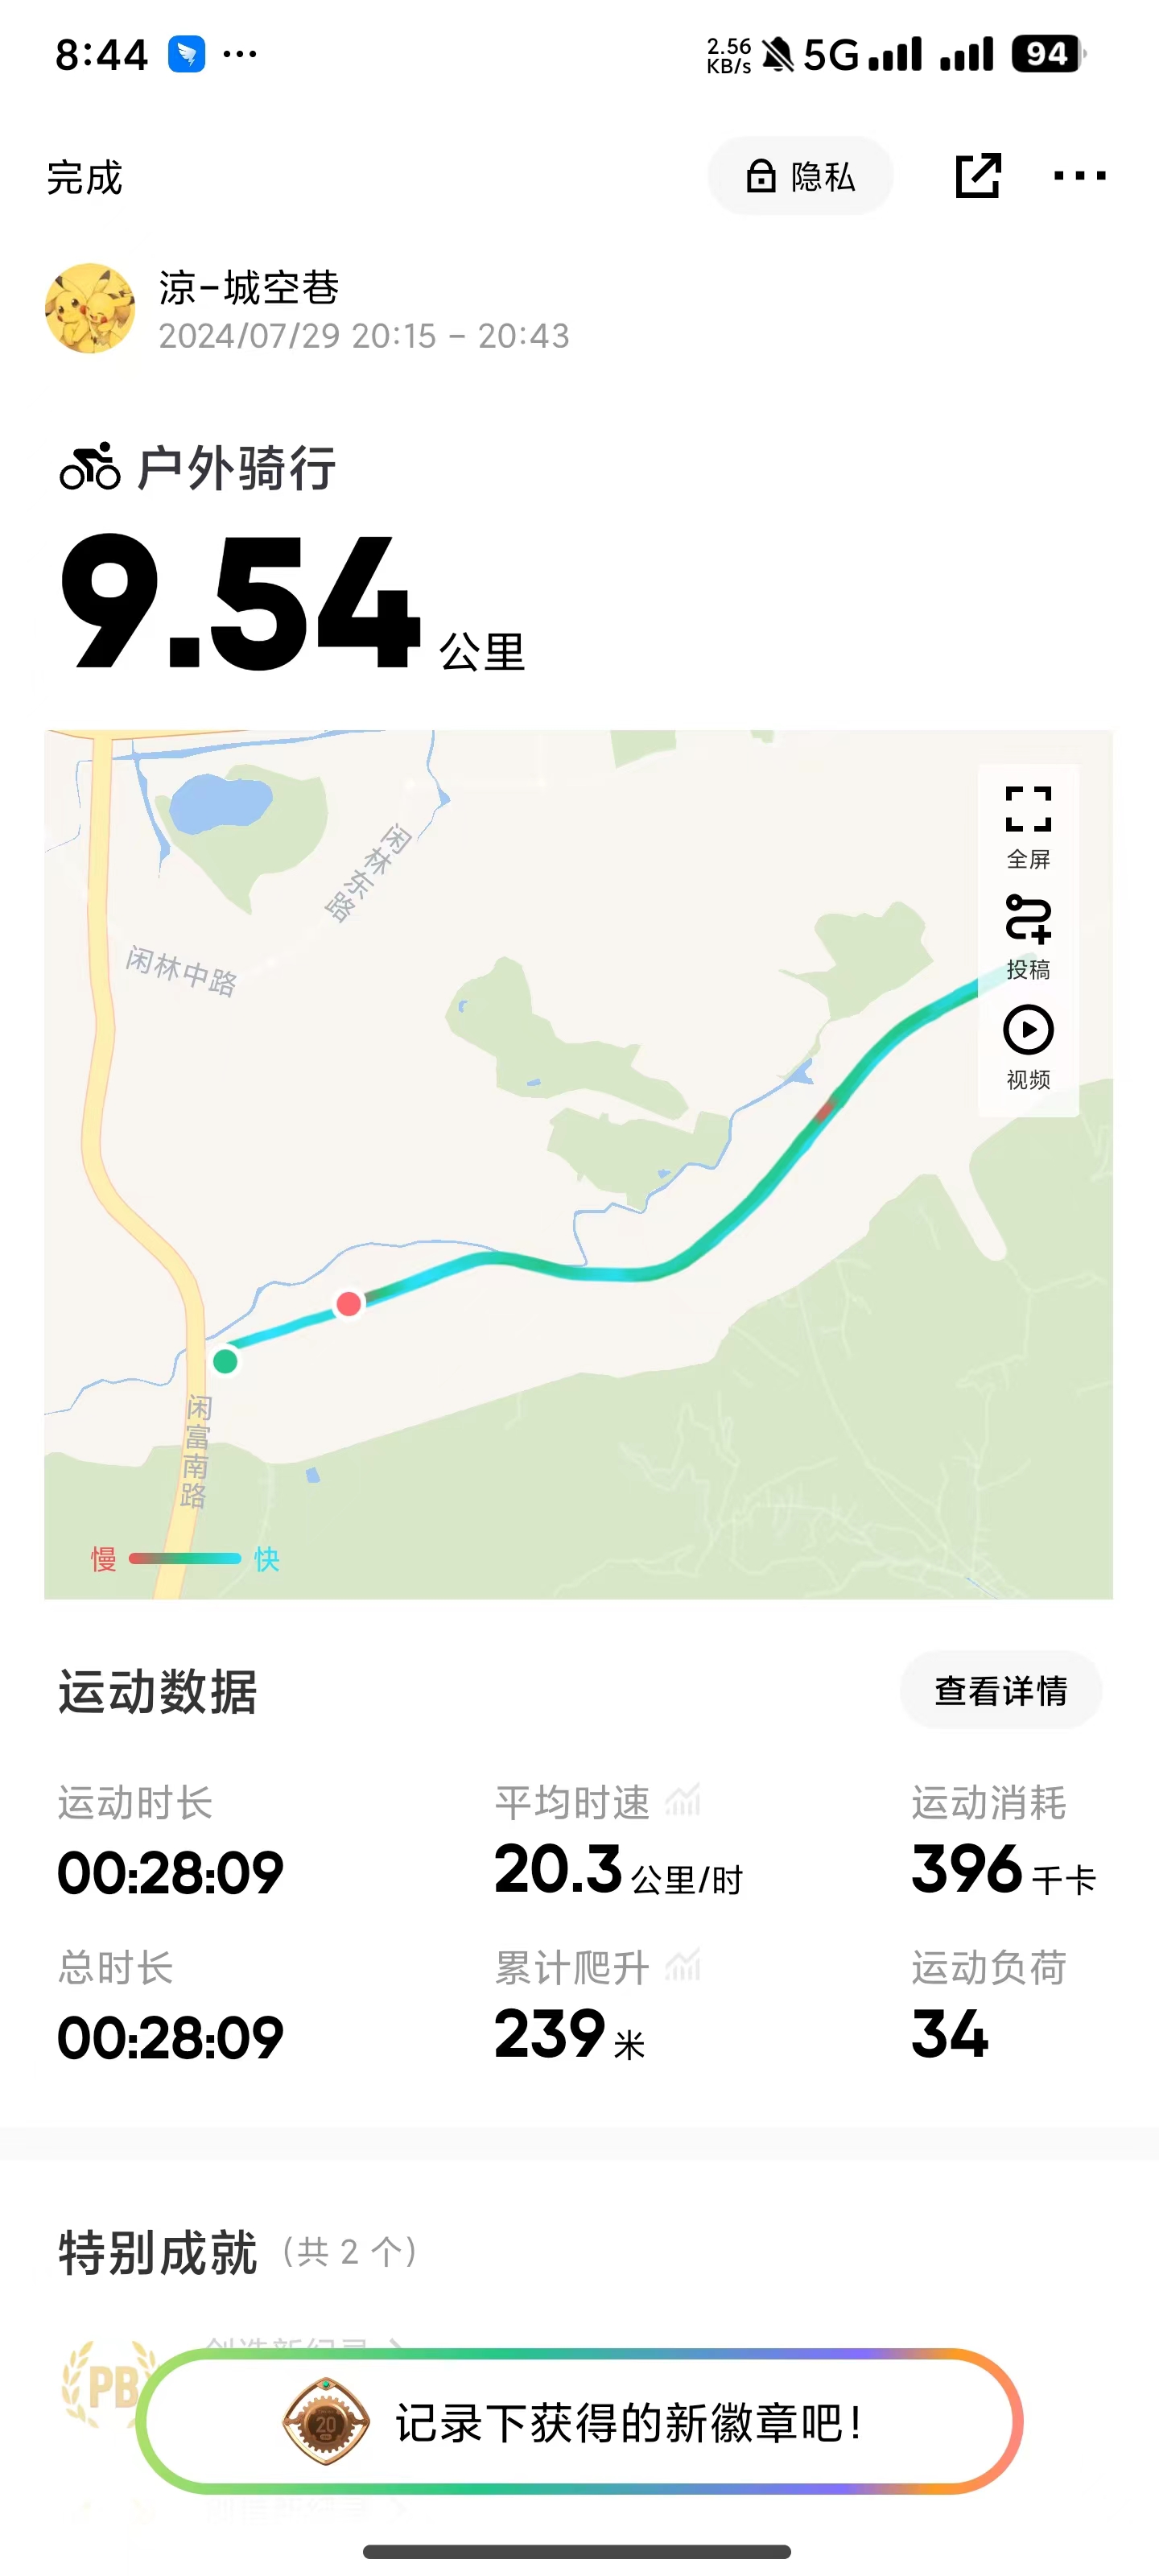 8:44
2.56 KB/s 5G 94
完成
隐私
涼-城空巷
2024/07/29 20:15 - 20:43
户外骑行
9.54 公里
全屏
投稿
视频
闲林东路
闲林中路
闲富南路
慢 快
运动数据
查看详情
运动时长 平均时速 运动消耗
00:28:09 20.3 公里/时 396 千卡
总时长 累计爬升 运动负荷
00:28:09 239 米 34
特别成就 (共 2 个)
创造新纪录
PB
20
记录下获得的新徽章吧!